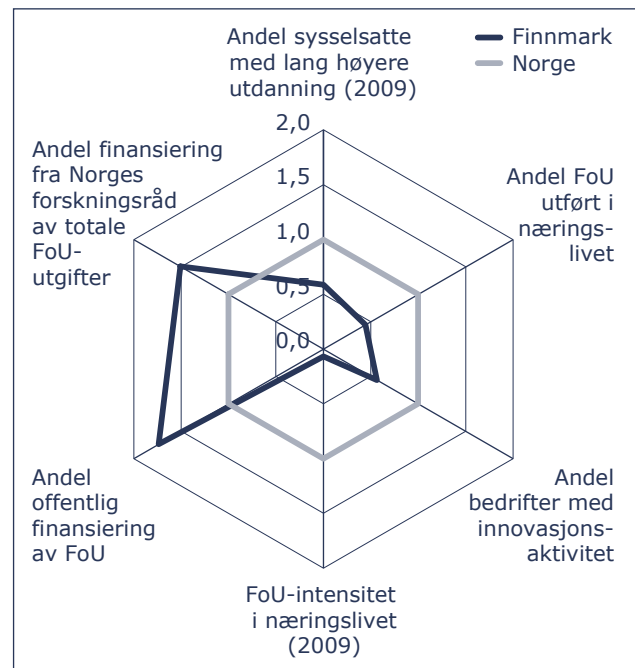 Andel sysselsatte
med lang høyere
utdanning (2009)
Finnmark
Norge
2,0
1,5
1,0
0,5
0,0
Andel FoU
utført i
nærings-
livet
Andel
bedrifter med
innovasjons-
aktivitet
FoU-intensitet
i næringslivet
(2009)
Andel
offentlig
finansiering
av FoU
Andel finansiering
fra Norges
forskningsråd
av totale
FoU-
utgifter